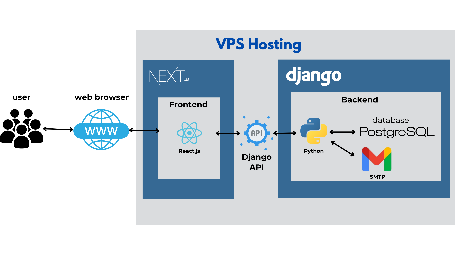 VPS Hosting
NEXT.JS
django
user
web browser
Frontend
Backend
WWW
React.js
API
Django
API
Python
database
PostgreSQL
SMTP